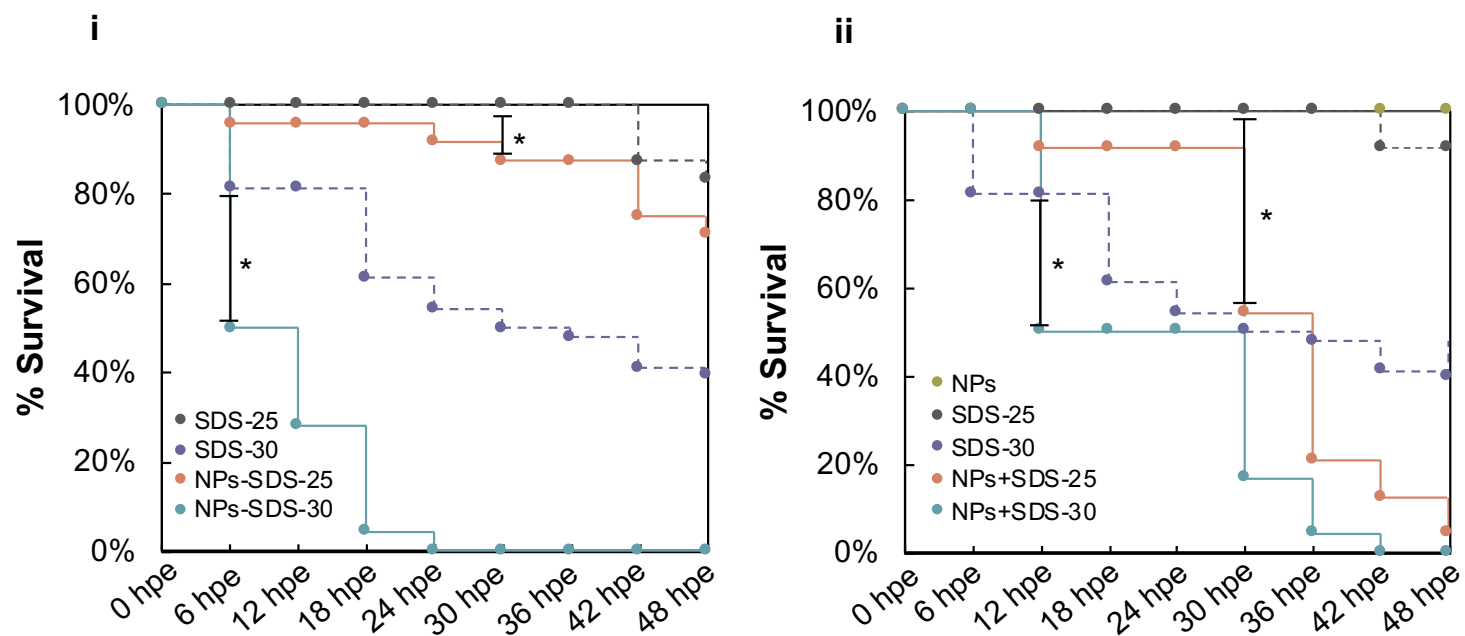 i
% Survival
100%
80%
60%
40%
20%
0%
*
*
SDS-25
SDS-30
NPs-SDS-25
NPs-SDS-30
0 hpe
6 hpe
12 hpe
18 hpe
24 hpe
30 hpe
36 hpe
42 hpe
48 hpe
ii
% Survival
100%
80%
60%
40%
20%
0%
*
*
NPs
SDS-25
SDS-30
NPs+SDS-25
NPs+SDS-30
0 hpe
6 hpe
12 hpe
18 hpe
24 hpe
30 hpe
36 hpe
42 hpe
48 hpe